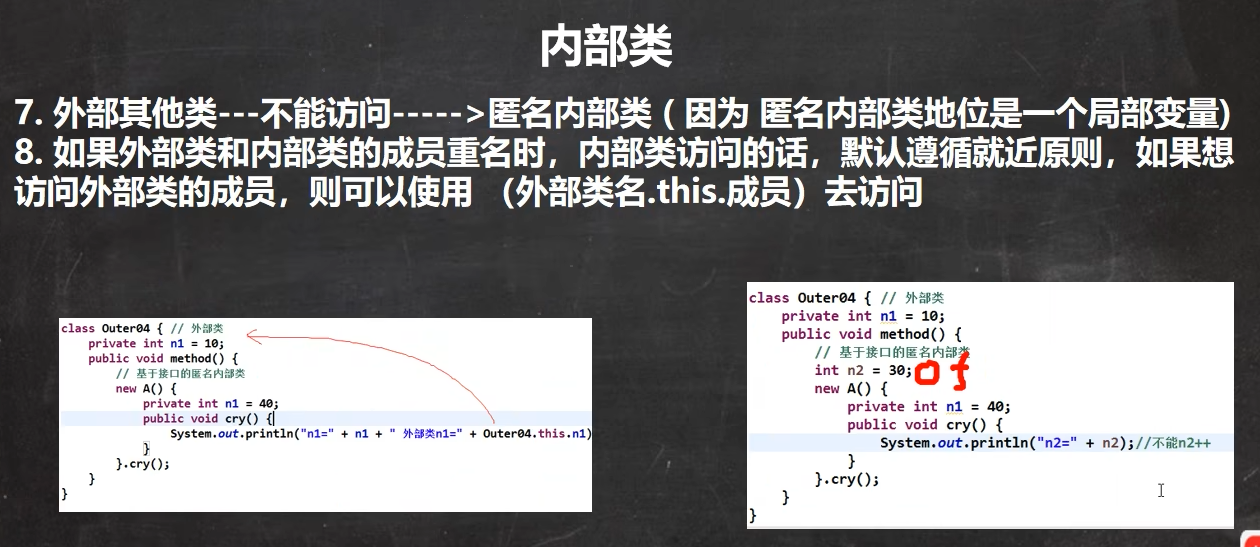 内部类
7. 外部其他类---不能访问----->匿名内部类 ( 因为 匿名内部类地位是一个局部变量)
8. 如果外部类和内部类的成员重名时，内部类访问的话，默认遵循就近原则，如果想
访问外部类的成员，则可以使用 （外部类名.this.成员）去访问
class Outer04 { // 外部类
private int n1 = 10;
public void method() {
// 基于接口的匿名内部类
new A() {
private int n1 = 40;
public void cry() {
System.out.println("n1=" + n1 + " 外部类n1=" + Outer04.this.n1)
}
}.cry();
}
}
class Outer04 { // 外部类
private int n1 = 10;
public void method() {
// 基于接口的匿名内部类
int n2 = 30;
new A() {
private int n1 = 40;
public void cry() {
System.out.println("n2=" + n2);//不能n2++
}
}.cry();
}
}